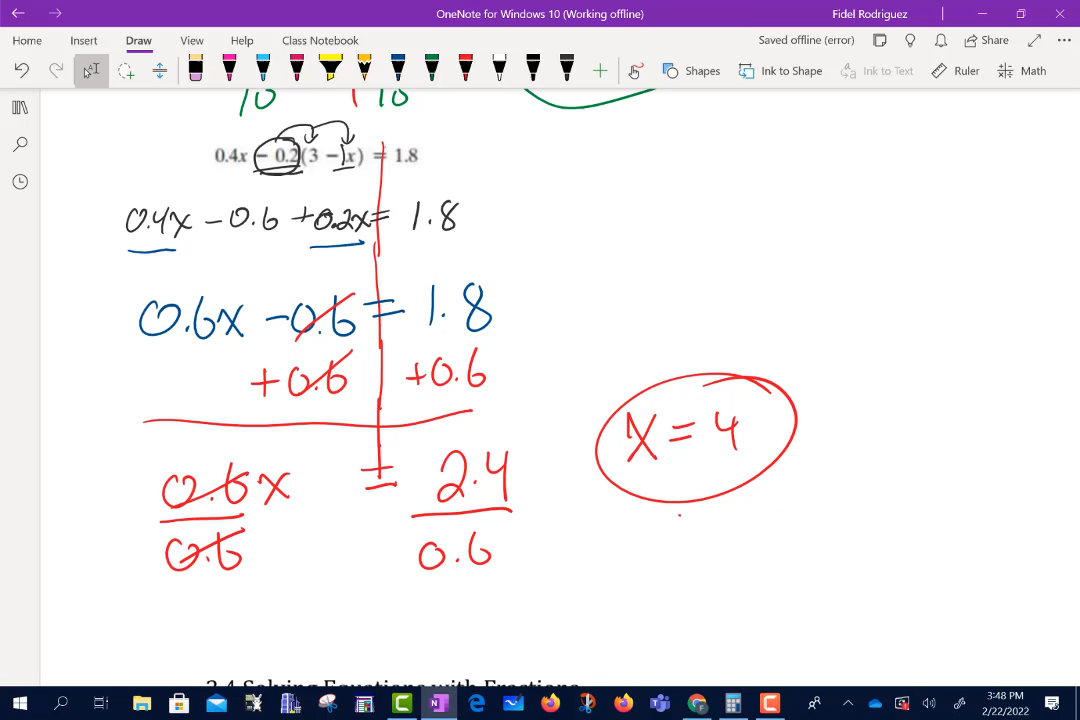 OneNote for Windows 10 (Working offline)
Fidel Rodriguez
Home Insert Draw View Class Notebook
Saved offline (error) Share
Shapes Ink to Shape Ink to Text Ruler Math
10 10
0.4x − 0.2(3 − 1x) = 1.8
0.4x − 0.6 + 0.2x = 1.8
0.6x − 0.6 = 1.8
+0.6 +0.6
0.6x = 2.4
0.6 0.6
x = 4
3:48 PM
2/22/2022